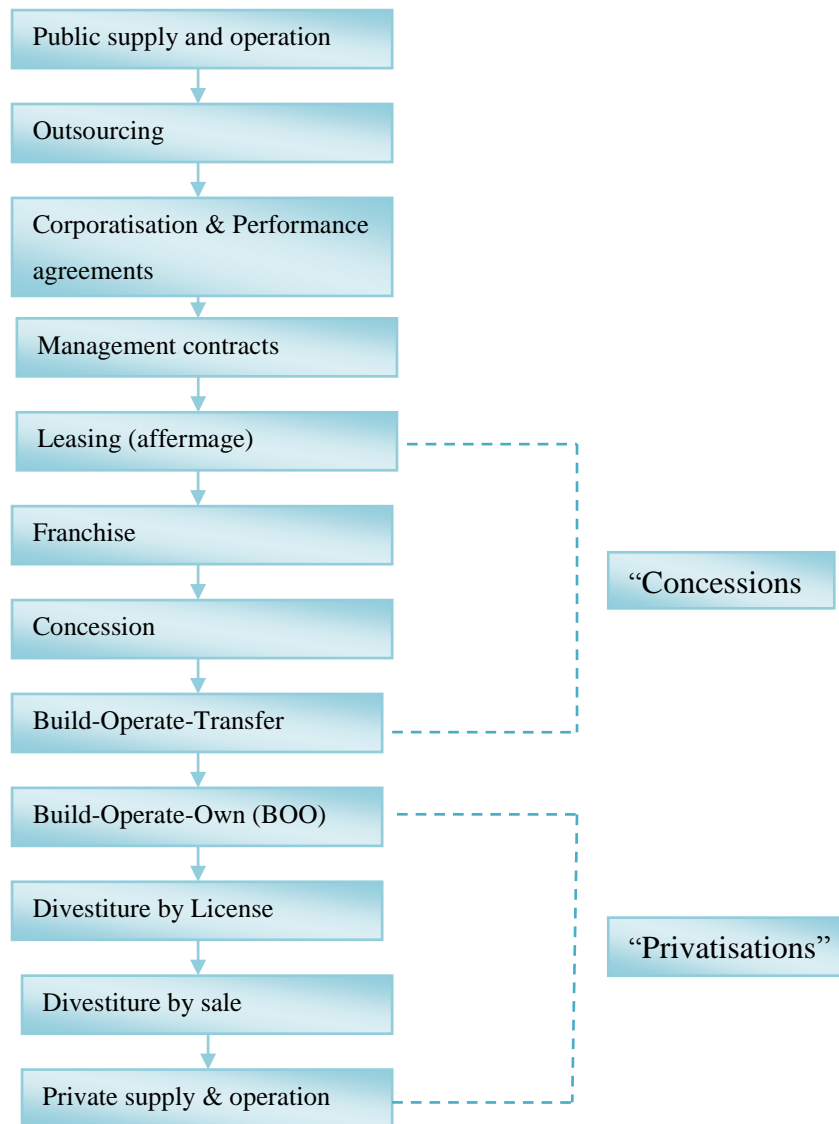 Public supply and operation
Outsourcing
Corporatisation & Performance
agreements
Management contracts
Leasing (affermage)
Franchise
“Concessions
Concession
Build-Operate-Transfer
Build-Operate-Own (BOO)
Divestiture by License
“Privatisations”
Divestiture by sale
Private supply & operation